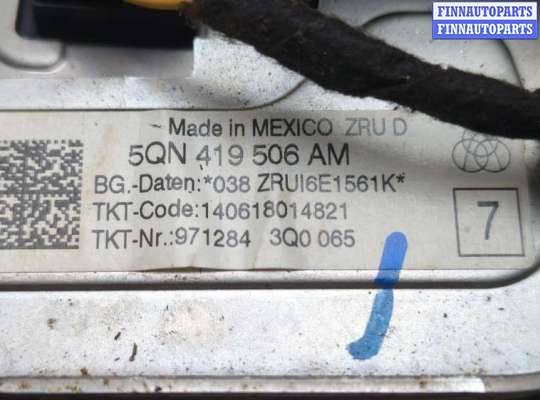 FINNAUTOPARTS
FINNAUTOPARTS
Made in MEXICO ZRU D
5QN 419 506 AM
BG.-Daten:*038 ZRUI6E1561K*
TKT-Code:140618014821
TKT-Nr.:971284 3Q0 065
7